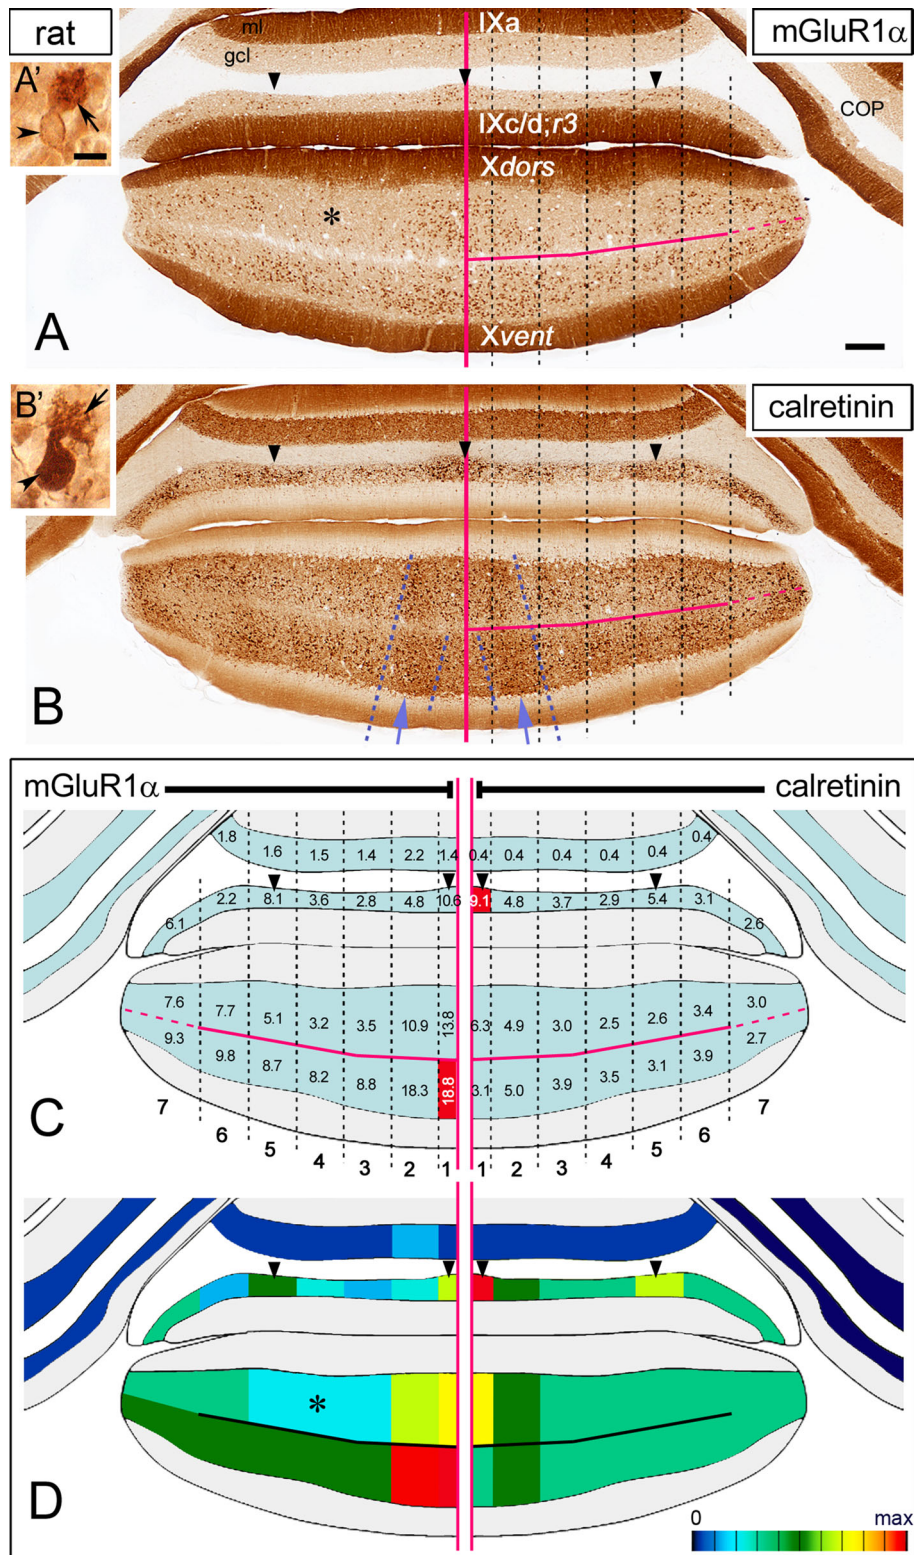 rat
mGluR1α
IXa
ml
gcl
A'
COP
IXc/d;r3
Xdors
*
Xvent
A
B'
calretinin
B
mGluR1α
calretinin
1.8 1.6 1.5 1.4 2.2 1.4 0.4 0.4 0.4 0.4 0.4 0.4
6.1 2.2 8.1 3.6 2.8 4.8 10.6 9.1 4.8 3.7 2.9 5.4 3.1 2.6
7.6 7.7 5.1 3.2 3.5 10.9 13.8 6.3 4.9 3.0 2.5 2.6 3.4 3.0
9.3 9.8 8.7 8.2 8.8 18.3 18.8 3.1 5.0 3.9 3.5 3.1 3.9 2.7
C
7 6 5 4 3 2 1 1 2 3 4 5 6 7
*
D
0 max